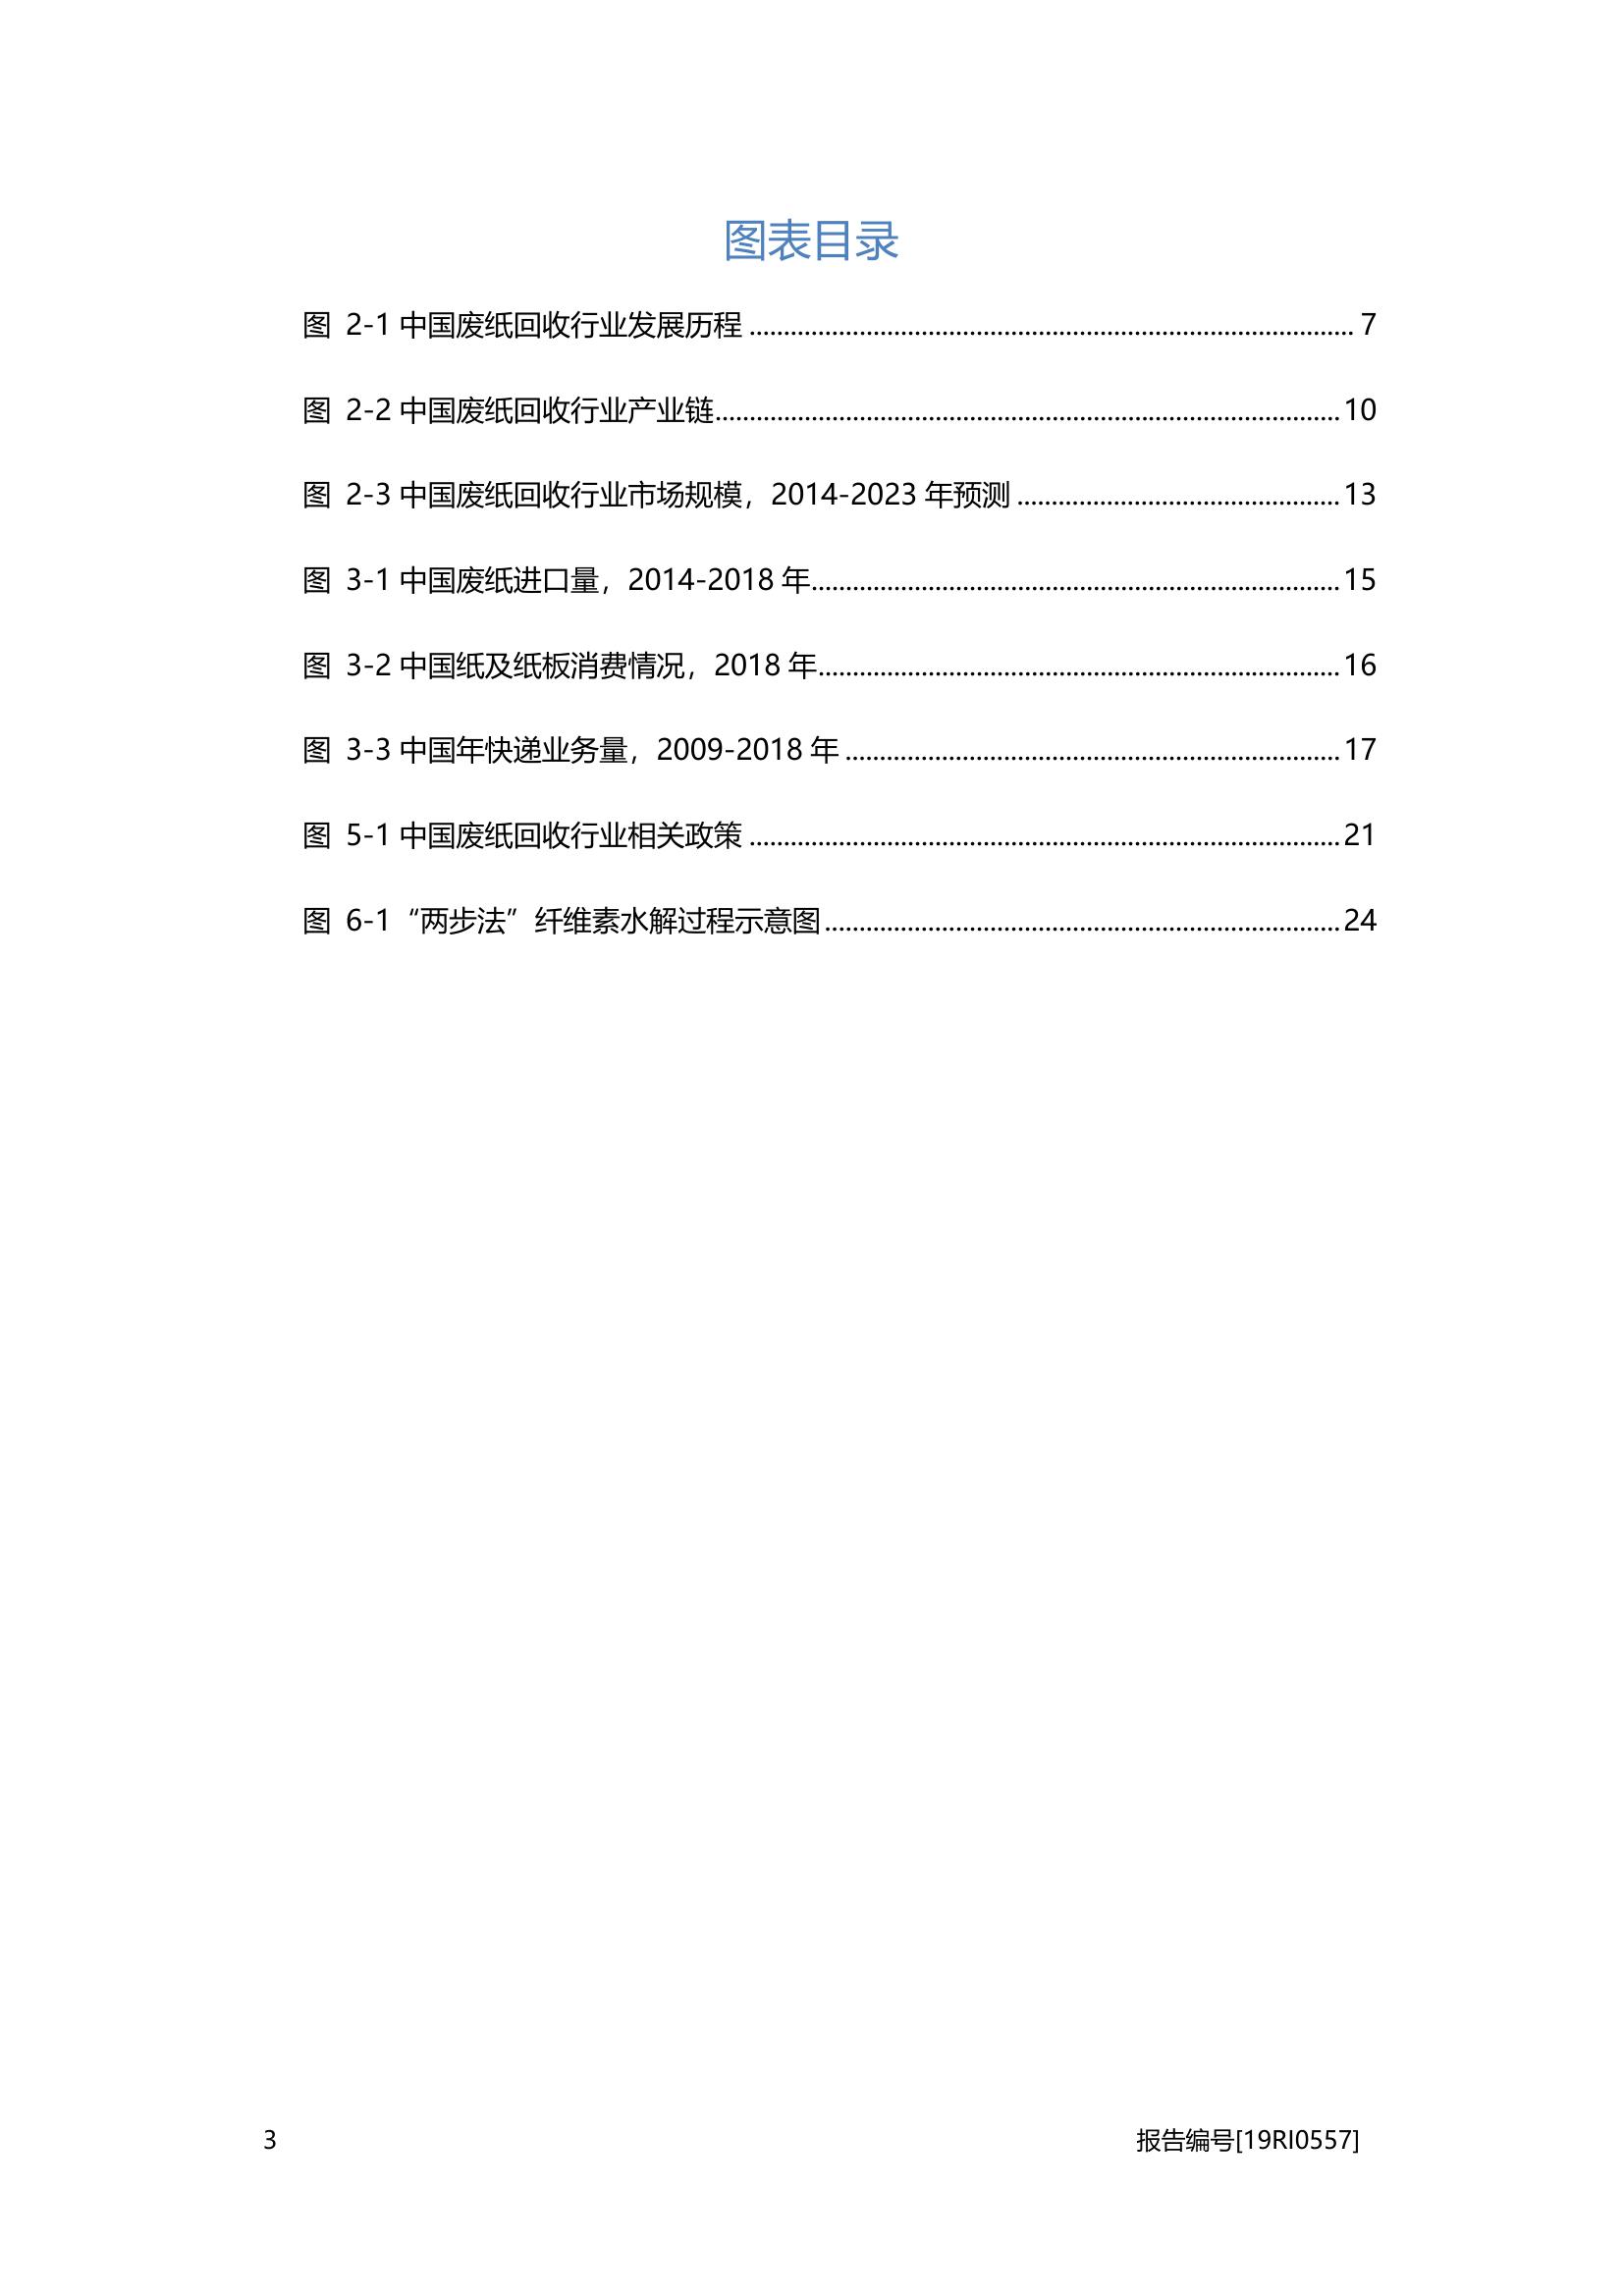 图表目录
图 2-1 中国废纸回收行业发展历程 ........................................................................................ 7
图 2-2 中国废纸回收行业产业链........................................................................................... 10
图 2-3 中国废纸回收行业市场规模，2014-2023 年预测 ............................................... 13
图 3-1 中国废纸进口量，2014-2018 年............................................................................. 15
图 3-2 中国纸及纸板消费情况，2018 年............................................................................ 16
图 3-3 中国年快递业务量，2009-2018 年 ........................................................................ 17
图 5-1 中国废纸回收行业相关政策 ...................................................................................... 21
图 6-1 “两步法”纤维素水解过程示意图........................................................................... 24
3
报告编号[19RI0557]